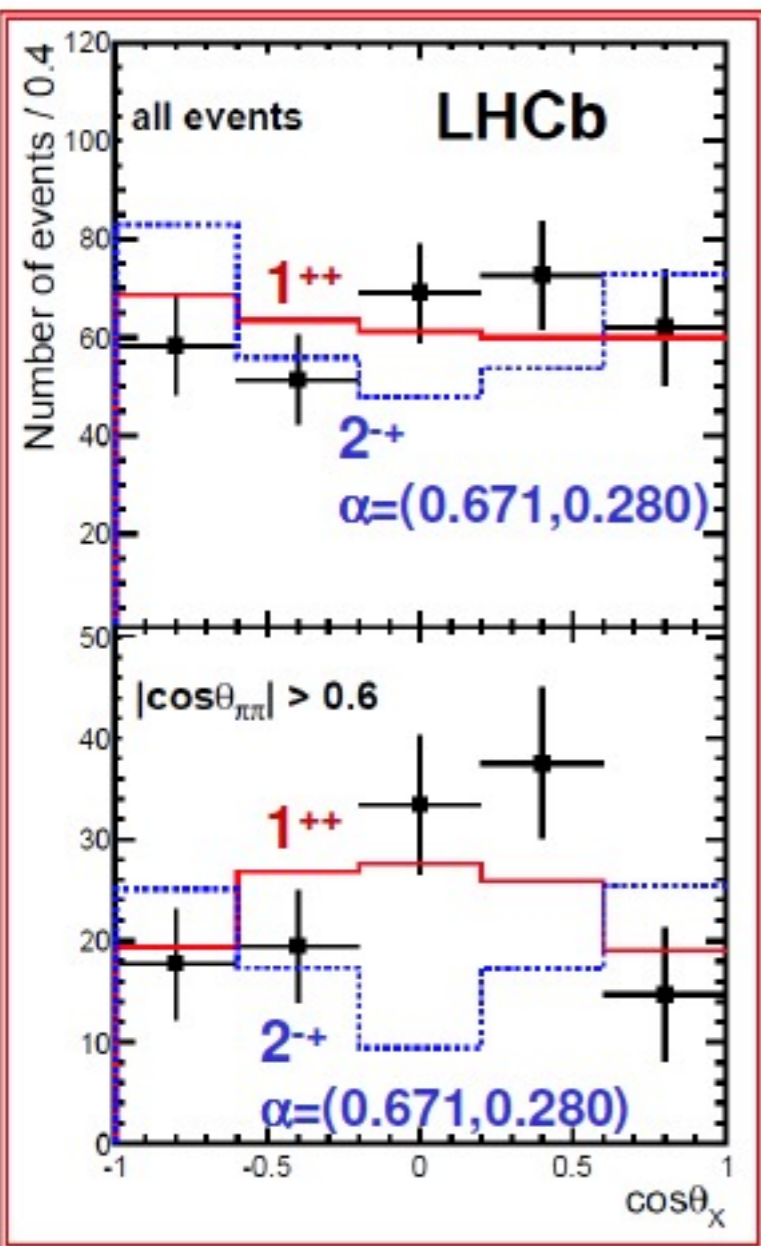 Number of events / 0.4
120
100
80
60
40
20
all events
LHCb
1++
2-+
α=(0.671,0.280)
50
40
30
20
10
0
|cosθππ| > 0.6
1++
2-+
α=(0.671,0.280)
-1 -0.5 0 0.5 1
cosθX